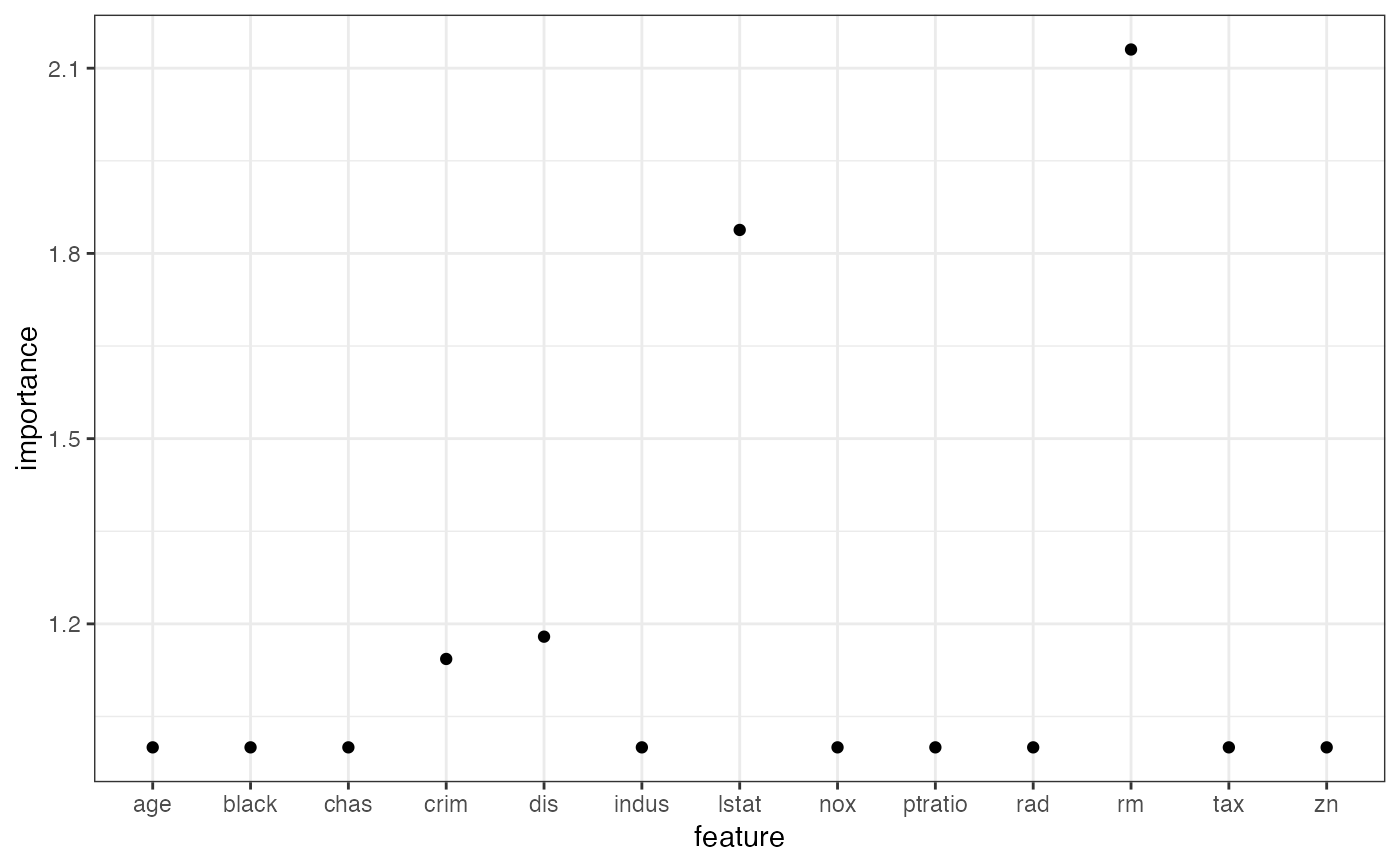 2.1
1.8
1.5
1.2
importance
age black chas crim dis indus lstat nox ptratio rad rm tax zn
feature